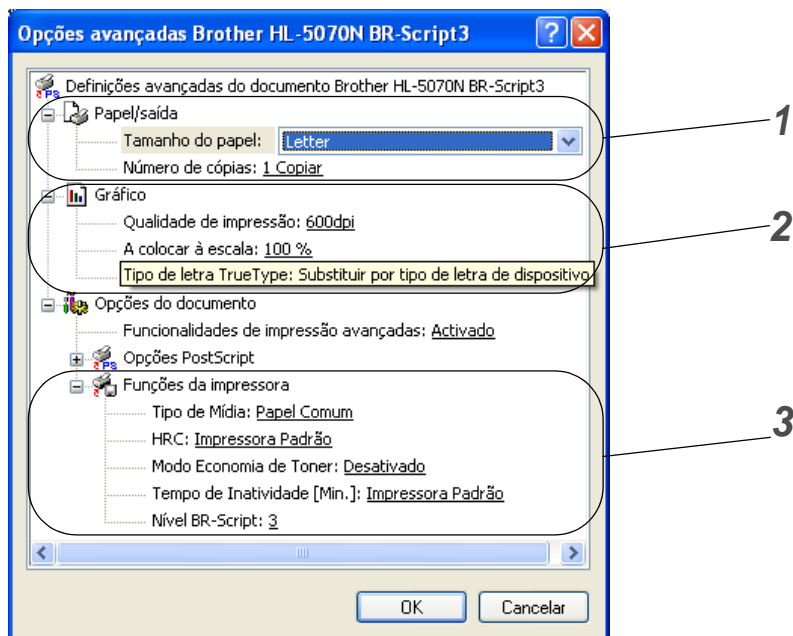 Opções avançadas Brother HL-5070N BR-Script3
Definições avançadas do documento Brother HL-5070N BR-Script3
Papel/saída
Tamanho do papel: Letter
Número de cópias: 1 Copiar
1
Gráfico
Qualidade de impressão: 600dpi
A colocar à escala: 100 %
Tipo de letra TrueType: Substituir por tipo de letra de dispositivo
2
Opções do documento
Funcionalidades de impressão avançadas: Activado
PS Opções PostScript
Funções da impressora
Tipo de Mídia: Papel Comum
HRC: Impressora Padrão
Modo Economia de Toner: Desativado
Tempo de Inatividade [Min.]: Impressora Padrão
Nível BR-Script: 3
3
OK Cancelar